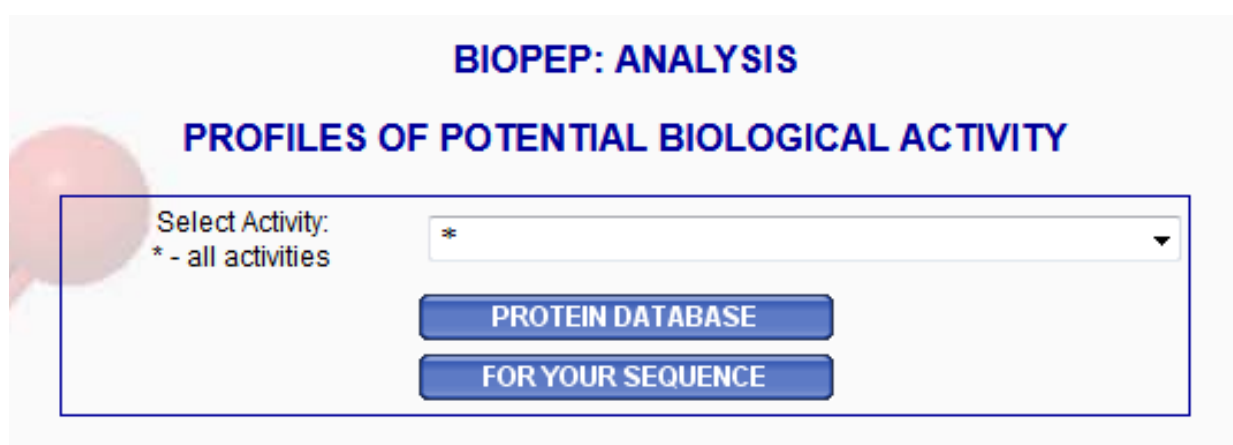 BIOPEP: ANALYSIS
PROFILES OF POTENTIAL BIOLOGICAL ACTIVITY
Select Activity:
* - all activities
*
PROTEIN DATABASE
FOR YOUR SEQUENCE